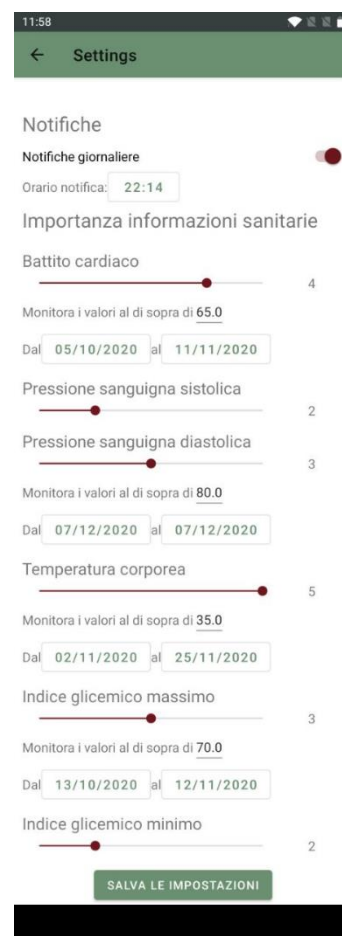 11:58
Settings
Notifiche
Notifiche giornaliere
Orario notifica: 22:14
Importanza informazioni sanitarie
Battito cardiaco
4
Monitora i valori al di sopra di 65.0
Dal 05/10/2020 al 11/11/2020
Pressione sanguigna sistolica
2
Pressione sanguigna diastolica
3
Monitora i valori al di sopra di 80.0
Dal 07/12/2020 al 07/12/2020
Temperatura corporea
5
Monitora i valori al di sopra di 35.0
Dal 02/11/2020 al 25/11/2020
Indice glicemico massimo
3
Monitora i valori al di sopra di 70.0
Dal 13/10/2020 al 12/11/2020
Indice glicemico minimo
2
SALVA LE IMPOSTAZIONI